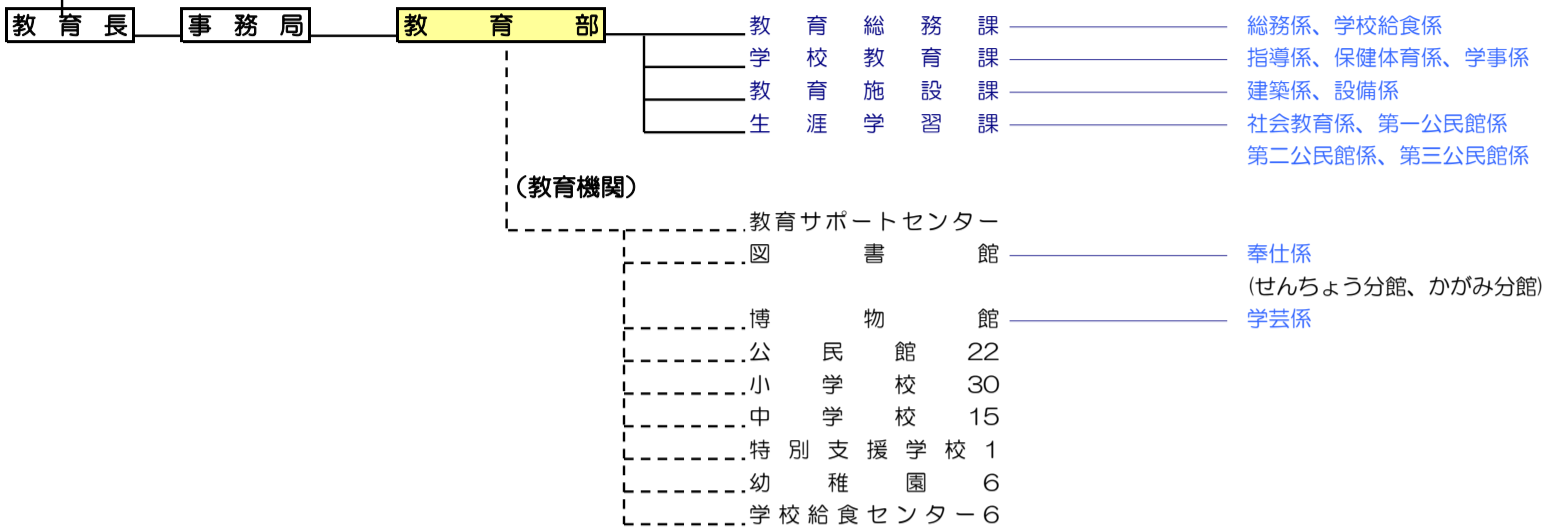 教育長 事務局 教育部 教育総務課 総務係、学校給食係
学校教育課 指導係、保健体育係、学事係
教育施設課 建築係、設備係
生涯学習課 社会教育係、第一公民館係
第二公民館係、第三公民館係
（教育機関）
教育サポートセンター
図書館 奉仕係
(せんちょう分館、かがみ分館)
博物館 学芸係
公民館 22
小学校 30
中学校 15
特別支援学校 1
幼稚園 6
学校給食センター 6